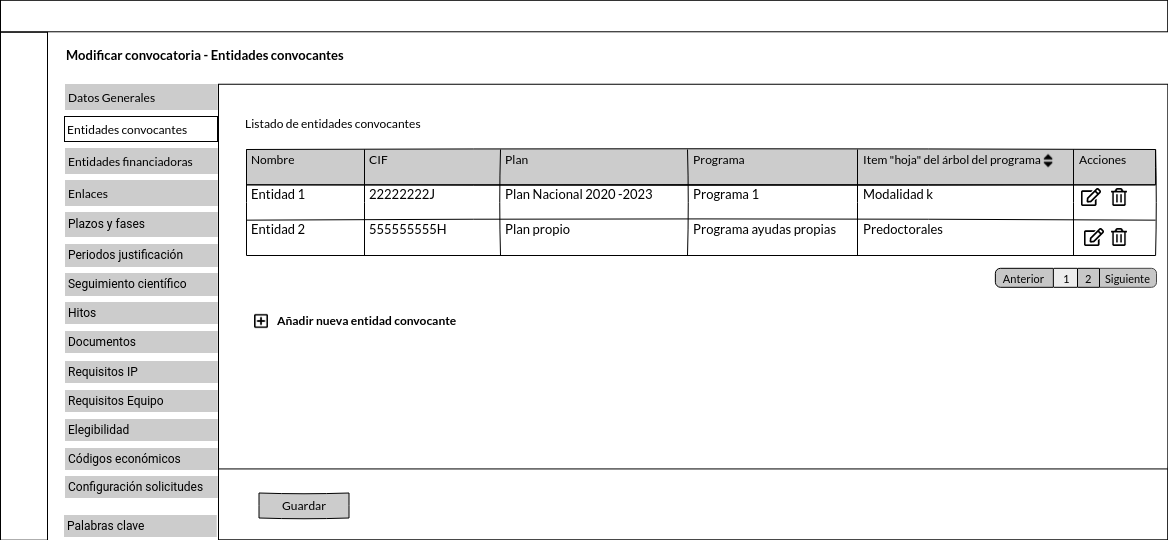 Modificar convocatoria - Entidades convocantes
Datos Generales
Entidades convocantes
Entidades financiadoras
Enlaces
Plazos y fases
Periodos justificación
Seguimiento científico
Hitos
Documentos
Requisitos IP
Requisitos Equipo
Elegibilidad
Códigos económicos
Configuración solicitudes
Palabras clave
Listado de entidades convocantes
Nombre CIF Plan Programa Item "hoja" del árbol del programa Acciones
Entidad 1 22222222J Plan Nacional 2020 -2023 Programa 1 Modalidad k
Entidad 2 555555555H Plan propio Programa ayudas propias Predoctorales
Anterior 1 2 Siguiente
Añadir nueva entidad convocante
Guardar